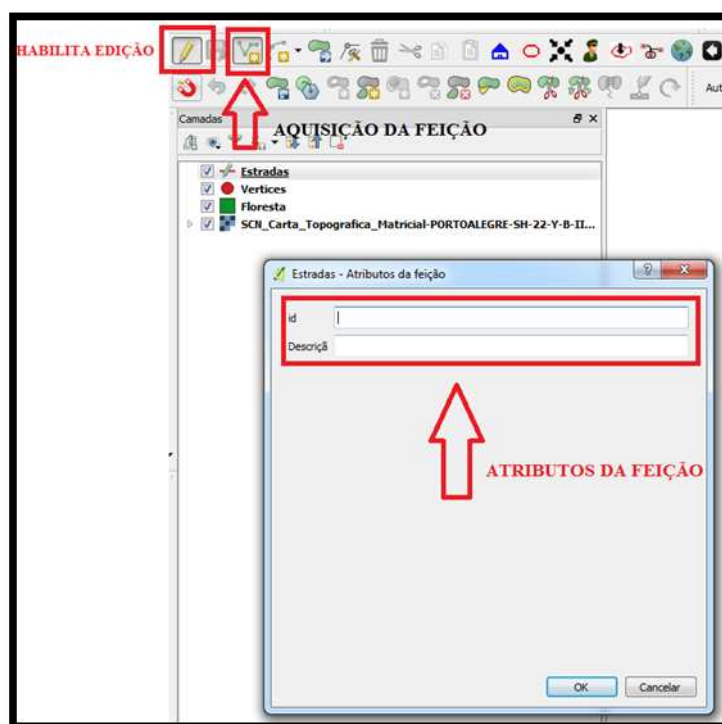 HABILITA EDIÇÃO
Aut
Camadas
AQUISIÇÃO DA FEIÇÃO
Estradas
Vertices
Floresta
SCN_Carta_Topografica_Matricial-PORTOALEGRE-SH-22-Y-B-II...
Estradas - Atributos da feição
id
Descriçã
ATRIBUTOS DA FEIÇÃO
OK Cancelar